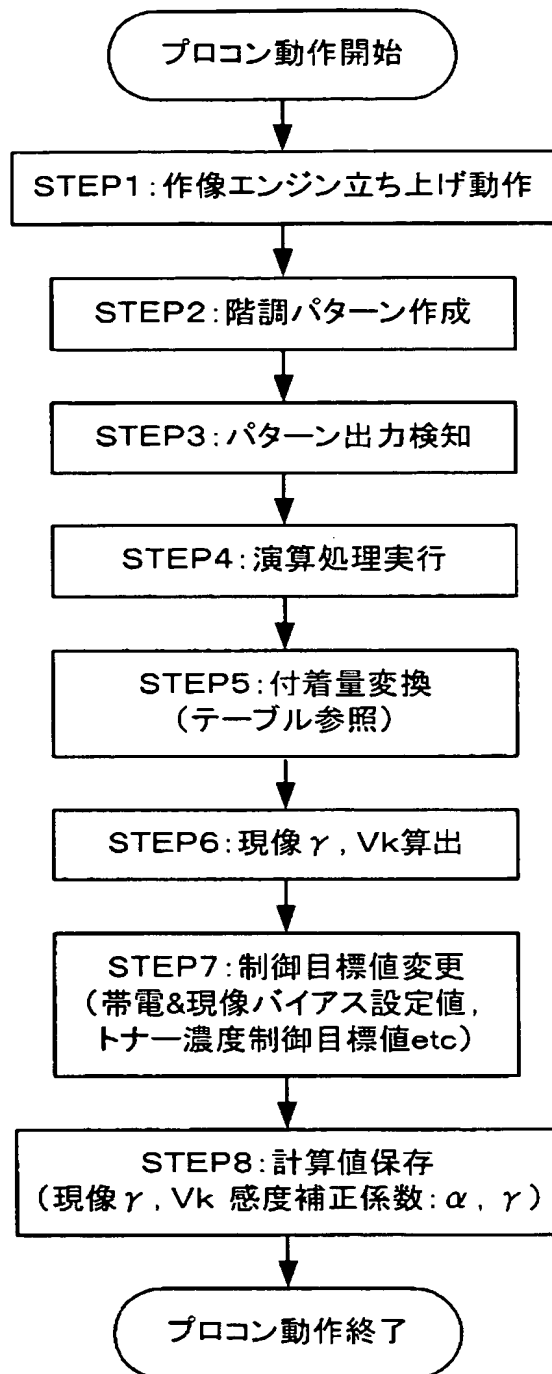 プロコン動作開始
STEP1:作像エンジン立ち上げ動作
STEP2:階調パターン作成
STEP3:パターン出力検知
STEP4:演算処理実行
STEP5:付着量変換
(テーブル参照)
STEP6:現像γ,Vk算出
STEP7:制御目標値変更
(帯電&現像バイアス設定値,
トナー濃度制御目標値etc)
STEP8:計算値保存
(現像γ,Vk 感度補正係数:α,γ)
プロコン動作終了